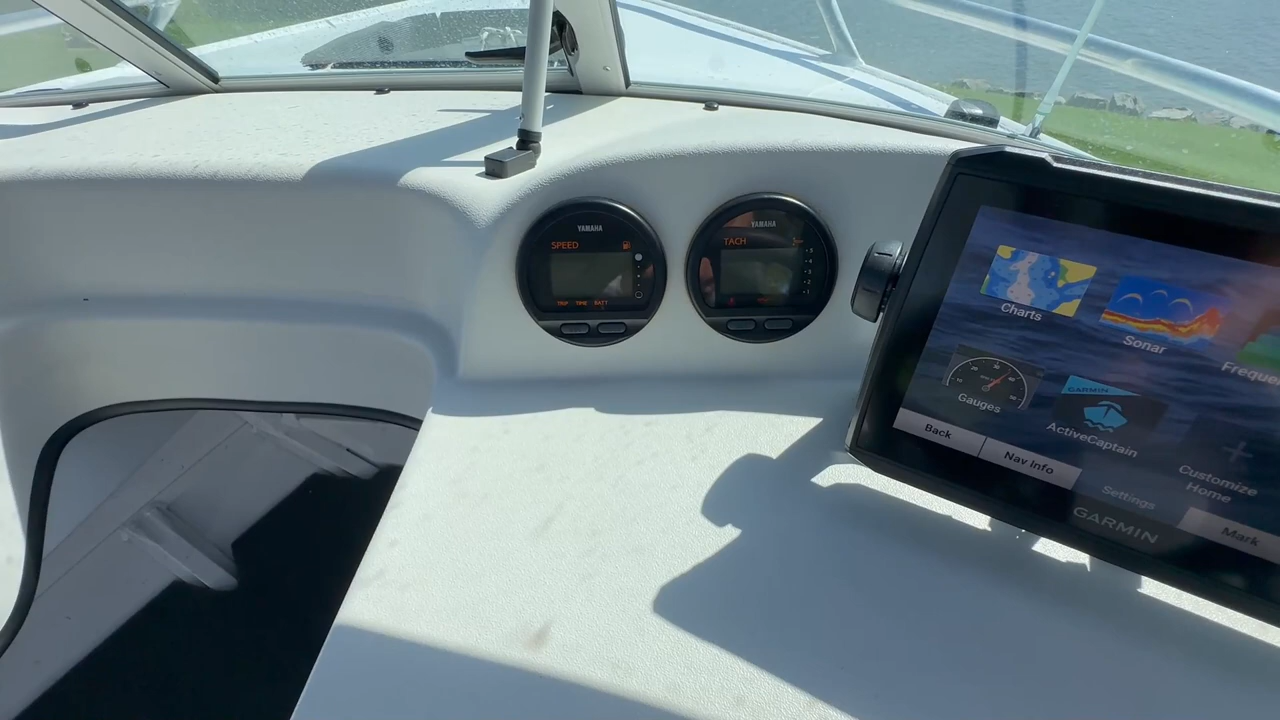 YAMAHA
SPEED
TRIP TIME BATT
YAMAHA
TACH
Charts
Sonar
Freque
Gauges
GARMIN
ActiveCaptain
Customize
Home
Back
Nav Info
Settings
Mark
GARMIN